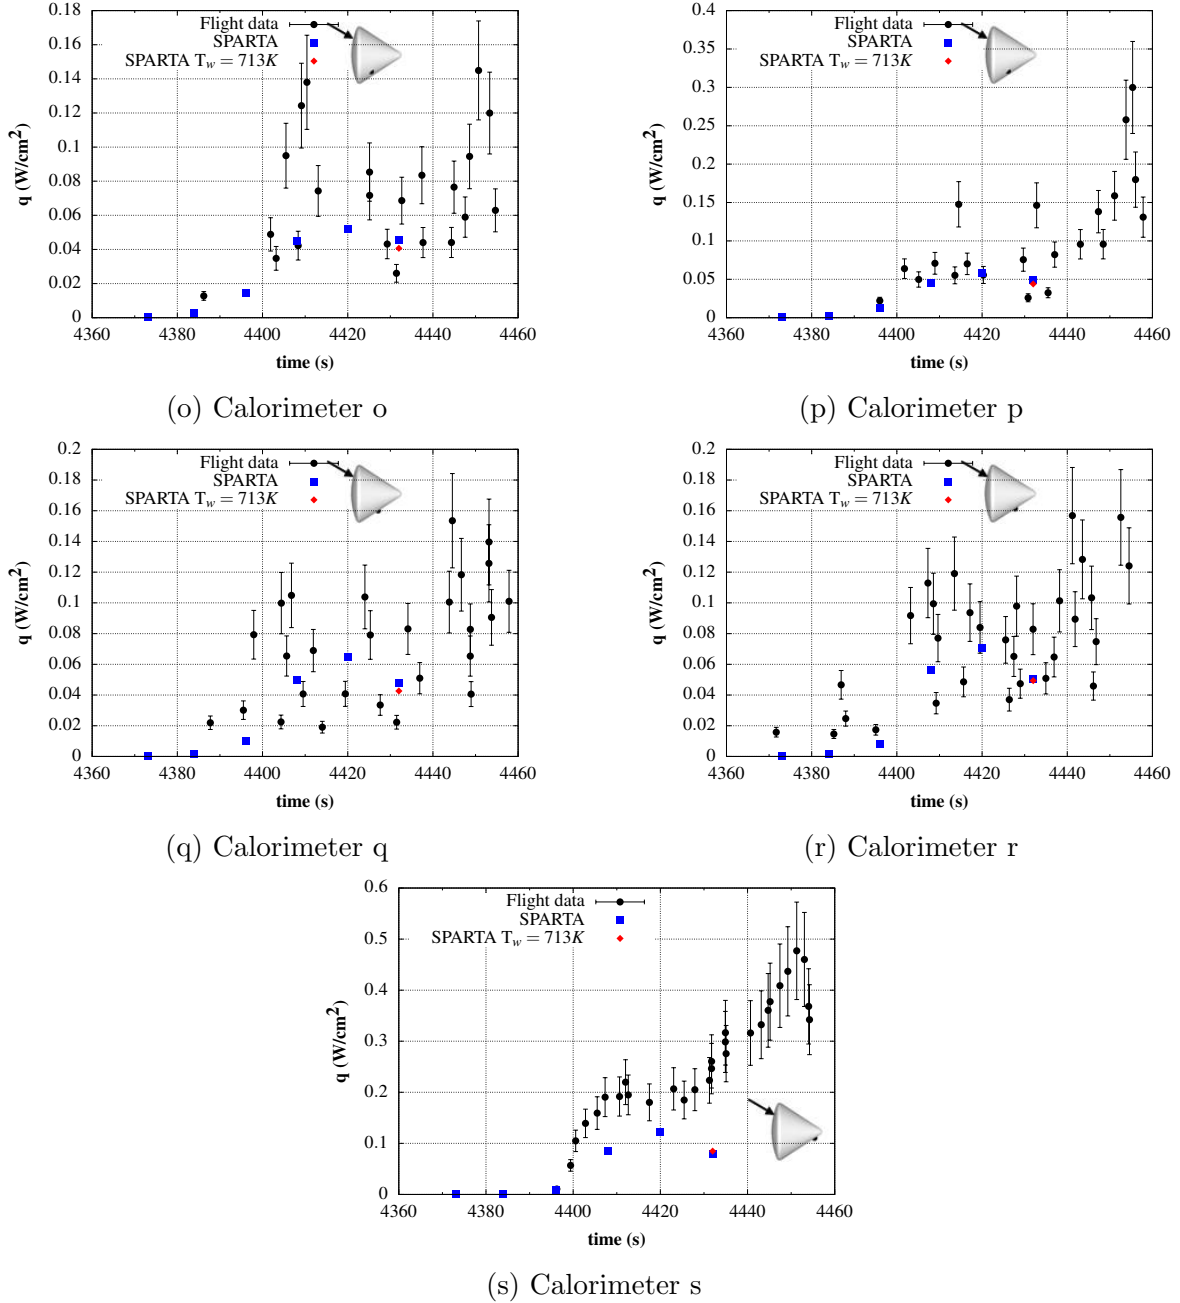 0.18
0.16
0.14
0.12
0.1
0.08
0.06
0.04
0.02
0
q (W/cm²)
Flight data
SPARTA
SPARTA T_w = 713K
4360 4380 4400 4420 4440 4460
time (s)
(o) Calorimeter o
0.4
0.35
0.3
0.25
0.2
0.15
0.1
0.05
0
q (W/cm²)
Flight data
SPARTA
SPARTA T_w = 713K
4360 4380 4400 4420 4440 4460
time (s)
(p) Calorimeter p
0.2
0.18
0.16
0.14
0.12
0.1
0.08
0.06
0.04
0.02
0
q (W/cm²)
Flight data
SPARTA
SPARTA T_w = 713K
4360 4380 4400 4420 4440 4460
time (s)
(q) Calorimeter q
0.2
0.18
0.16
0.14
0.12
0.1
0.08
0.06
0.04
0.02
0
q (W/cm²)
Flight data
SPARTA
SPARTA T_w = 713K
4360 4380 4400 4420 4440 4460
time (s)
(r) Calorimeter r
0.6
0.5
0.4
0.3
0.2
0.1
0
q (W/cm²)
Flight data
SPARTA
SPARTA T_w = 713K
4360 4380 4400 4420 4440 4460
time (s)
(s) Calorimeter s